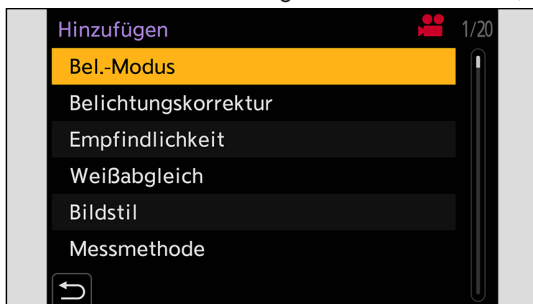 Hinzufügen 1/20
Bel.-Modus
Belichtungskorrektur
Empfindlichkeit
Weißabgleich
Bildstil
Messmethode